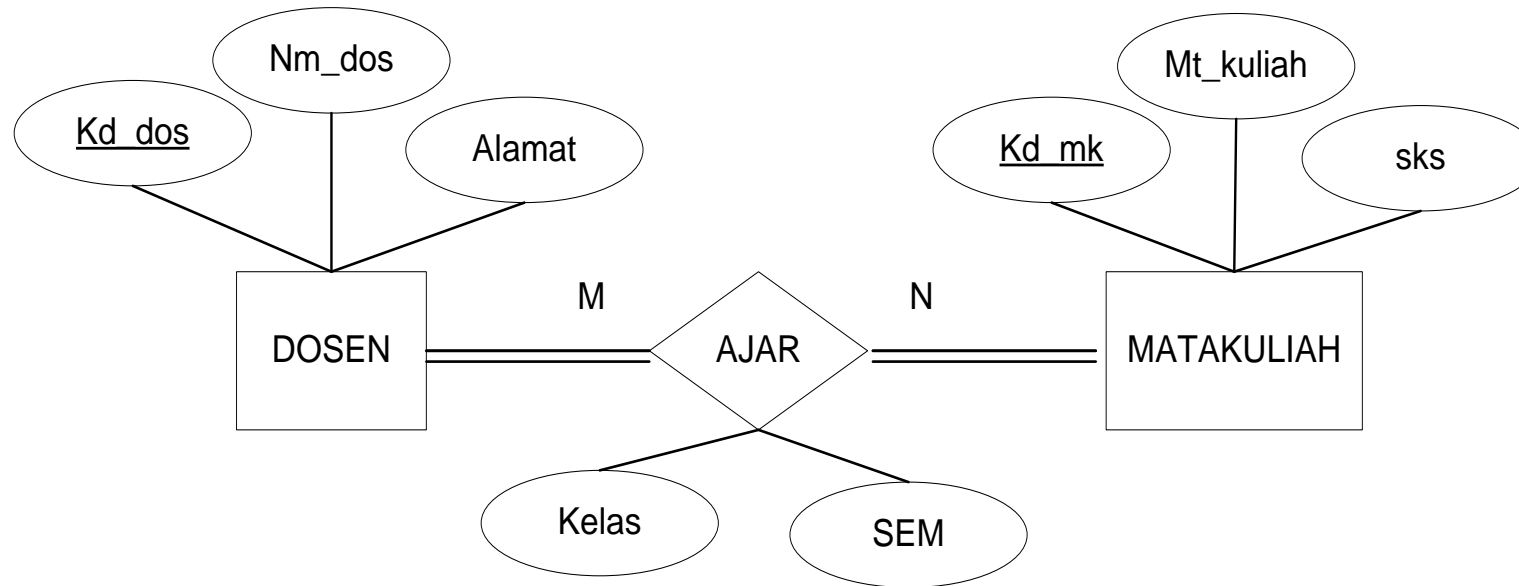 Nm_dos
Mt_kuliah
Kd_dos
Alamat
Kd_mk
sks
M
N
DOSEN
AJAR
MATAKULIAH
Kelas
SEM